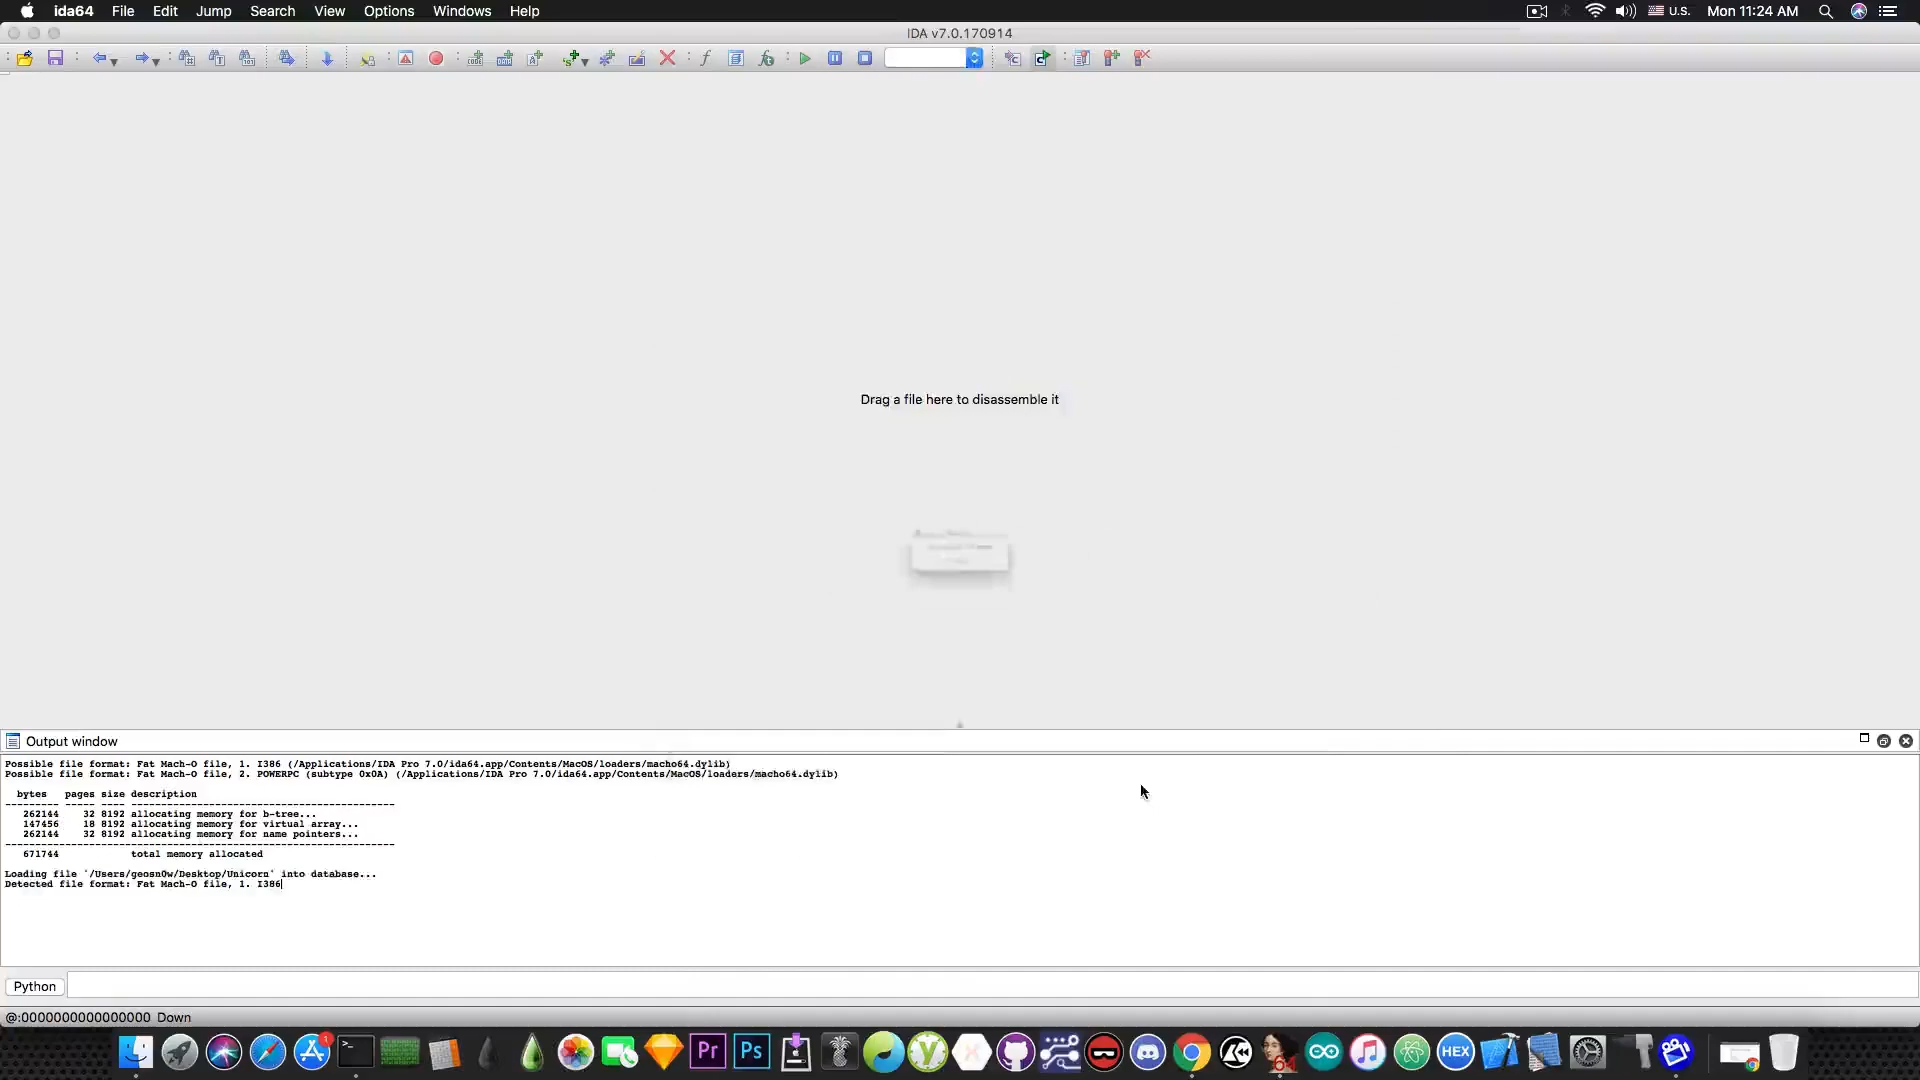 ida64 File Edit Jump Search View Options Windows Help U.S. Mon 11:24 AM
IDA v7.0.170914
Drag a file here to disassemble it
Output window
Possible file format: Fat Mach-O file, 1. I386 (/Applications/IDA Pro 7.0/ida64.app/Contents/MacOS/loaders/macho64.dylib)
Possible file format: Fat Mach-O file, 2. POWERPC (subtype 0x0A) (/Applications/IDA Pro 7.0/ida64.app/Contents/MacOS/loaders/macho64.dylib)
bytes pages size description
--------- ----- ---- --------------------------------------------
262144 32 8192 allocating memory for b-tree...
147456 18 8192 allocating memory for virtual array...
262144 32 8192 allocating memory for name pointers...
-----------------------------------------------------------------
671744 total memory allocated
Loading file '/Users/geosn0w/Desktop/Unicorn' into database...
Detected file format: Fat Mach-O file, 1. I386
Python
@:0000000000000000 Down
1 >_ Pr Ps 64 HEX